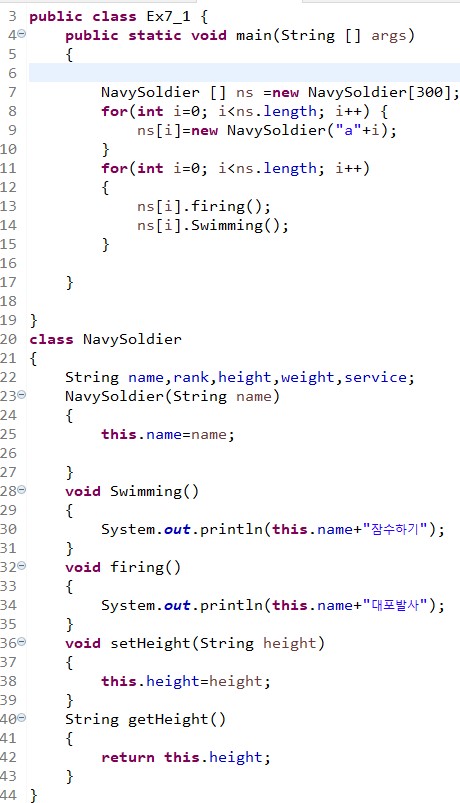 3 public class Ex7_1 {
4 public static void main(String [] args)
5 {
6
7 NavySoldier [] ns =new NavySoldier[300];
8 for(int i=0; i<ns.length; i++) {
9 ns[i]=new NavySoldier("a"+i);
10 }
11 for(int i=0; i<ns.length; i++)
12 {
13 ns[i].firing();
14 ns[i].Swimming();
15 }
16
17 }
18
19 }
20 class NavySoldier
21 {
22 String name,rank,height,weight,service;
23 NavySoldier(String name)
24 {
25 this.name=name;
26
27 }
28 void Swimming()
29 {
30 System.out.println(this.name+"잠수하기");
31 }
32 void firing()
33 {
34 System.out.println(this.name+"대포발사");
35 }
36 void setHeight(String height)
37 {
38 this.height=height;
39 }
40 String getHeight()
41 {
42 return this.height;
43 }
44 }